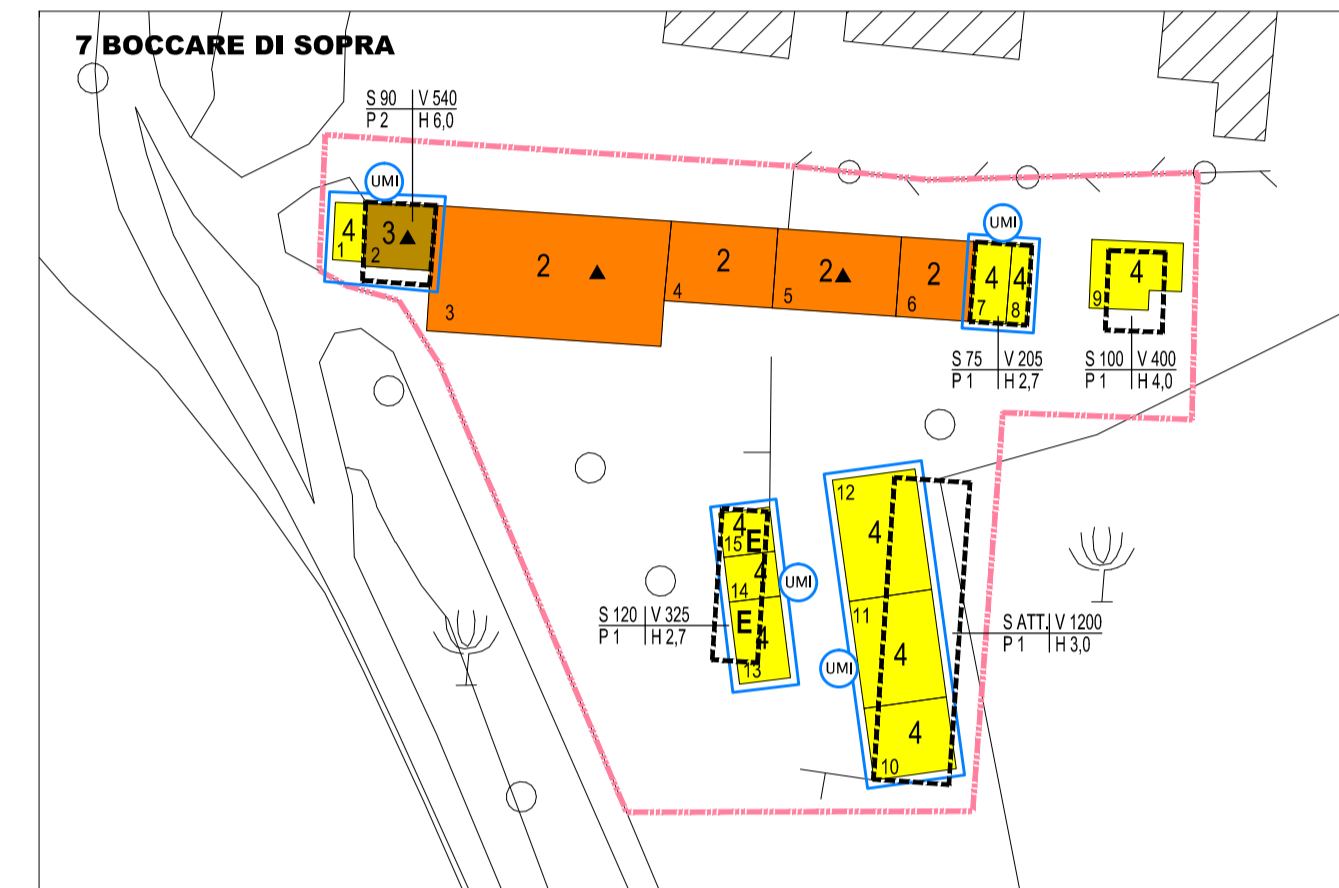 7 BOCCARE DI SOPRA
S 90 V 540
P 2 H 6,0
UMI
UMI
4
1
3
2
2
3
2
4
2
5
2
6
4
7
4
8
4
9
S 75 V 205
P 1 H 2,7
S 100 V 400
P 1 H 4,0
12
4
4
15 E
4
14
UMI
11
S 120 V 325
P 1 H 2,7
E
4
13
4
UMI
S ATT. V 1200
P 1 H 3,0
4
10